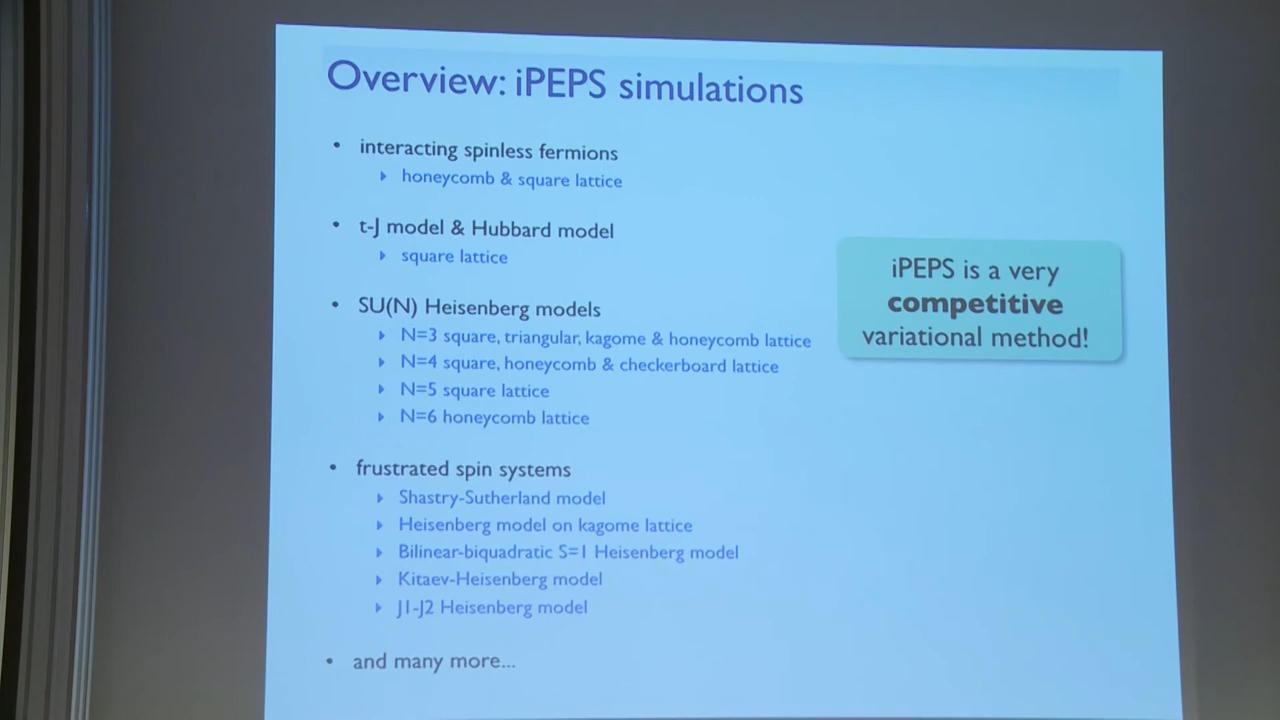 Overview: iPEPS simulations
• interacting spinless fermions
‣ honeycomb & square lattice
• t-J model & Hubbard model
‣ square lattice
• SU(N) Heisenberg models
‣ N=3 square, triangular, kagome & honeycomb lattice
‣ N=4 square, honeycomb & checkerboard lattice
‣ N=5 square lattice
‣ N=6 honeycomb lattice
• frustrated spin systems
‣ Shastry-Sutherland model
‣ Heisenberg model on kagome lattice
‣ Bilinear-biquadratic S=1 Heisenberg model
‣ Kitaev-Heisenberg model
‣ J1-J2 Heisenberg model
• and many more...
iPEPS is a very
competitive
variational method!